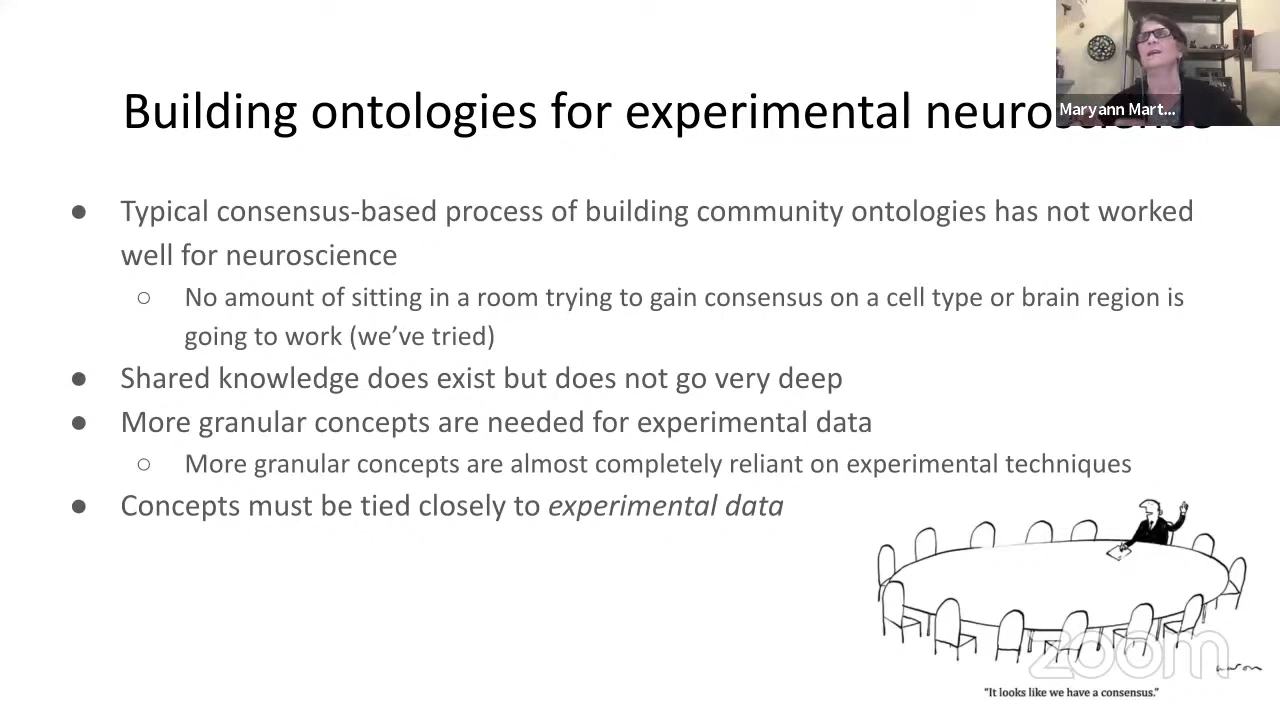 Building ontologies for experimental neuroscience
Maryann Mart...
● Typical consensus-based process of building community ontologies has not worked
well for neuroscience
○ No amount of sitting in a room trying to gain consensus on a cell type or brain region is
going to work (we've tried)
● Shared knowledge does exist but does not go very deep
● More granular concepts are needed for experimental data
○ More granular concepts are almost completely reliant on experimental techniques
● Concepts must be tied closely to experimental data
zoom
"It looks like we have a consensus."